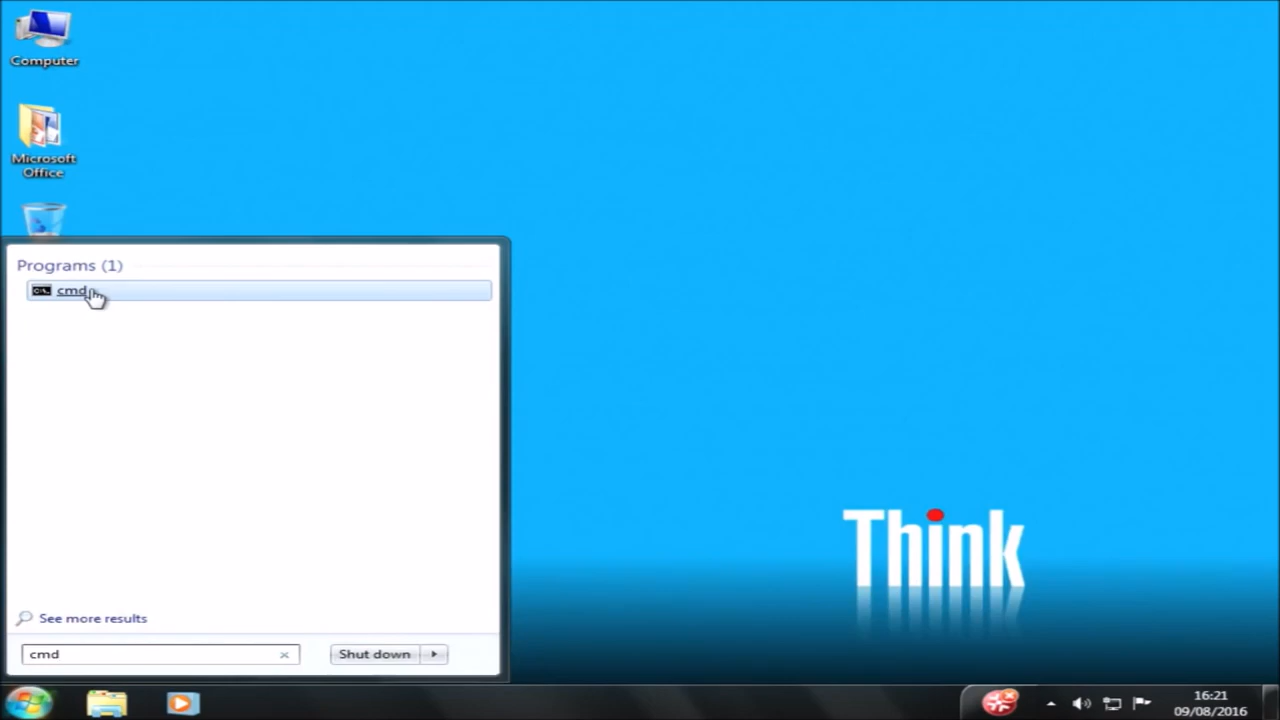 Computer
Microsoft
Office
Programs (1)
cmd
See more results
cmd
Shut down
Think
16:21
09/08/2016